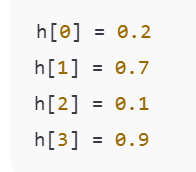 h[0] = 0.2
h[1] = 0.7
h[2] = 0.1
h[3] = 0.9